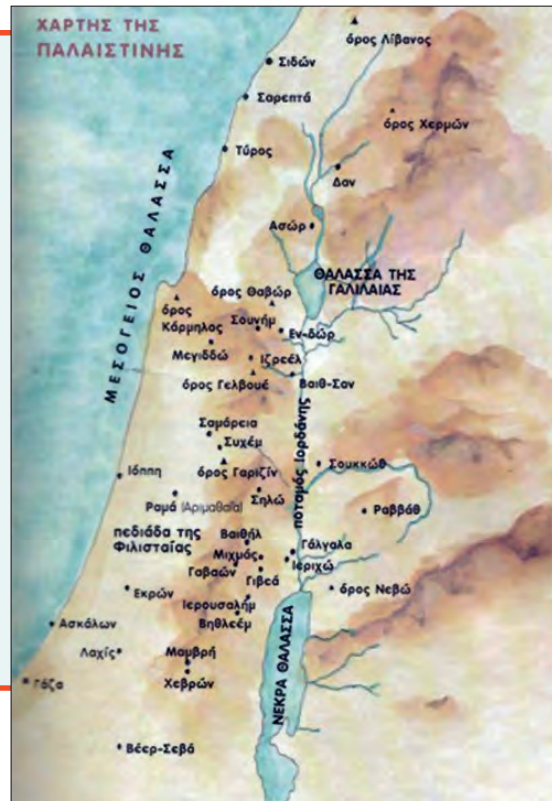 ΧΑΡΤΗΣ ΤΗΣ
ΠΑΛΑΙΣΤΙΝΗΣ
όρος Λίβανος
Σιδών
Σαρεπτά
όρος Χερμών
Τύρος
Δαν
Ασώρ
ΜΕΣΟΓΕΙΟΣ ΘΑΛΑΣΣΑ
ΘΑΛΑΣΣΑ ΤΗΣ
ΓΑΛΙΛΑΙΑΣ
όρος Θαβώρ
όρος
Κάρμηλος
Σουνήμ
Εν-δώρ
Μεγιδδώ
Ιζρεέλ
όρος Γελβουέ
Βαιθ-Σαν
ποταμός Ιορδάνης
Σαμάρεια
Συχέμ
όρος Γαριζίν
Σουκκώθ
Ιόππη
Σηλώ
Ραμά (Αριμαθαία)
Ραββάθ
πεδιάδα της
Φιλισταίας
Βαιθήλ
Μιχμάς
Γάλγαλα
Ιεριχώ
Γαβαών
Γιβεά
Εκρών
όρος Νεβώ
Ιερουσαλήμ
Βηθλεέμ
Ασκάλων
Λαχίς
Μαμβρή
Χεβρών
ΝΕΚΡΑ ΘΑΛΑΣΣΑ
Γάζα
Βέερ-Σεβά